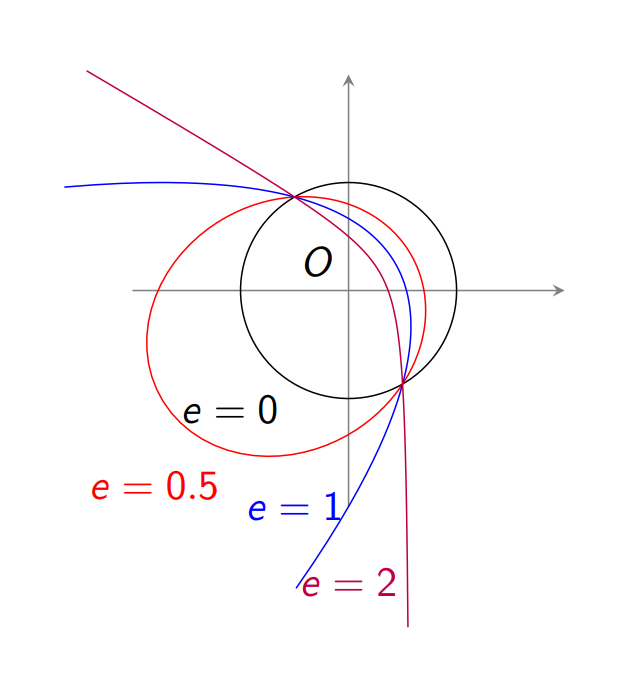 O
e = 0
e = 0.5
e = 1
e = 2